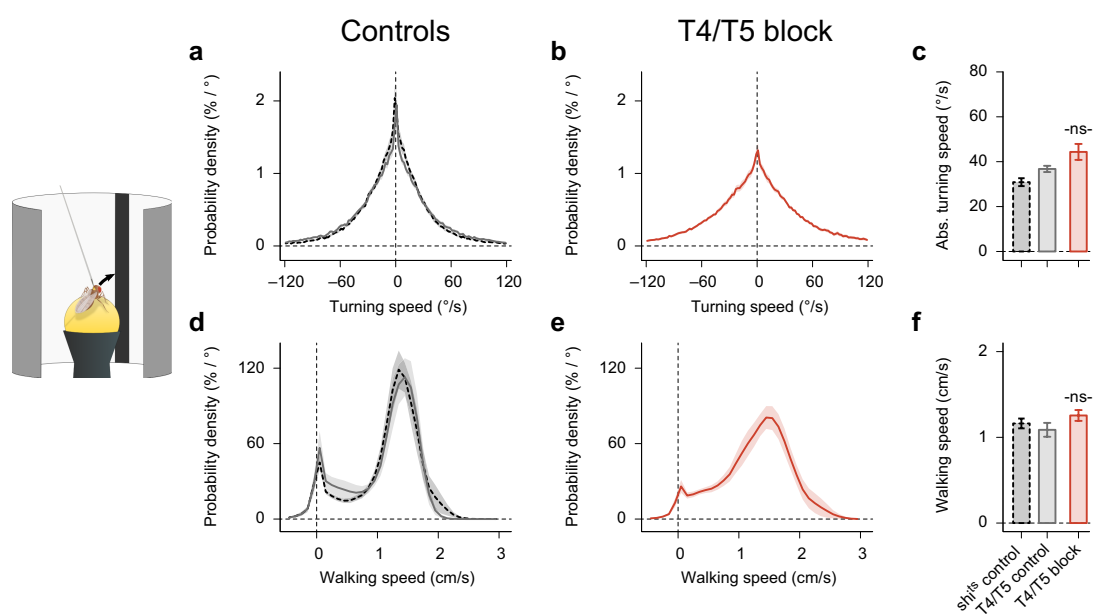 Controls
T4/T5 block
a
Probability density (% / °)
2
1
0
–120
–60
0
60
120
Turning speed (°/s)
b
Probability density (% / °)
2
1
0
–120
–60
0
60
120
Turning speed (°/s)
c
Abs. turning speed (°/s)
80
60
40
20
0
-ns-
d
Probability density (% / °)
120
60
0
0
1
2
3
Walking speed (cm/s)
e
Probability density (% / °)
120
60
0
0
1
2
3
Walking speed (cm/s)
f
Walking speed (cm/s)
2
1
0
-ns-
shiᵗˢ control
T4/T5 control
T4/T5 block